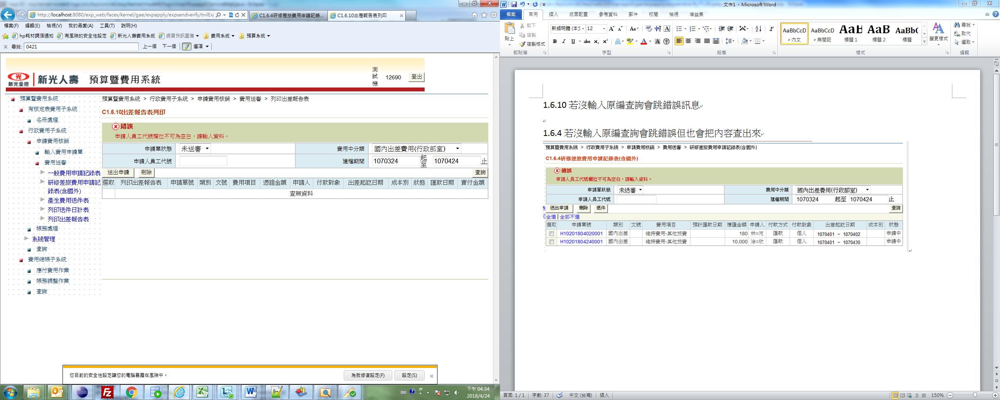 http://localhost:8080/exp_web/faces/kernel/gae/expapply/expsendverify/trvlExp
C1.6.4研修差旅費用申請記錄...
C1.6.10出差報告表列印
檔案(F) 編輯(E) 檢視(V) 我的最愛(A) 工具(T) 說明(H)
hp耗材調漲通知 有風險的安全性設定 新光人壽費用系統 網頁快訊圖庫 費用系統 預算系統
尋找: 0421 上一個 下一個 選項
新光金控 新光人壽 預算暨費用系統
測試機 12690 登出
預算暨費用系統
有核定表費用子系統
名冊處理
行政費用子系統
申請費用核銷
輸入費用申請單
費用送審
一般費用申請記錄表
研修差旅費用申請記
錄表(含國外)
產生費用送件表
列印送件日計表
列印出差報告表
帳務處理
系統管理
查詢
費用總帳子系統
應付費用作業
帳務調整作業
查詢
預算暨費用系統 > 行政費用子系統 > 申請費用核銷 > 費用送審 > 列印出差報告表
C1.6.10出差報告表列印
錯誤
申請人員工代號欄位不可為空白，請輸入資料。
申請單狀態 未送審 費用中分類 國內出差費用(行政部室)
申請人員工代號 建檔期間 1070324 起至 1070424 止
送出申請 刪除 查詢
選取 列印出差報告表 申請單號 類別 文號 費用項目 憑證金額 申請人 付款對象 出差起訖日期 成本別 狀態 匯款日期 實付金額
查無資料
您目前的安全性設定讓您的電腦暴露在風險中。 為我修復設定(F) 設定(S)
下午 04:34
2018/4/24
文件1 - Microsoft Word
檔案 常用 插入 版面配置 參考資料 郵件 校閱 檢視 增益集
貼上 剪下 複製 複製格式
新細明體 (本文 12
AaBbCcD AaBbCcD AaBb AaB AaBbC
內文 無間距 標題 1 標題 2 標題
變更樣式 尋找 取代 選取
剪貼簿 字型 段落 樣式 編輯
1.6.10 若沒輸入原編查詢會跳錯誤訊息
1.6.4 若沒輸入原編查詢會跳錯誤但也會把內容查出來
預算暨費用系統 > 行政費用子系統 > 申請費用核銷 > 費用送審 > 研修差旅費用申請記錄表(含國外)
C1.6.4研修差旅費用申請記錄表(含國外)
錯誤
申請人員工代號欄位不可為空白，請輸入資料。
申請單狀態 未送審 費用中分類 國內出差費用(行政部室)
申請人員工代號 建檔期間 1070324 起至 1070424 止
送出申請 刪除 退件 查詢
全選 | 全部不選
選取 申請單號 類別 文號 費用項目 預計匯款日期 應匯金額 申請人 付款方式 付款對象 出差起訖日期 成本別 狀態
H10201804020001 國內出差 維持費用-其他旅費 180 林○河 匯款 個人 1070401 ~ 1070402 申請中
H10201804240001 國內出差 維持費用-其他旅費 10,000 涂○欣 匯款 個人 1070401 ~ 1070430 申請中
頁面: 1 / 1 字數: 37 中文 (台灣) 插入 150%